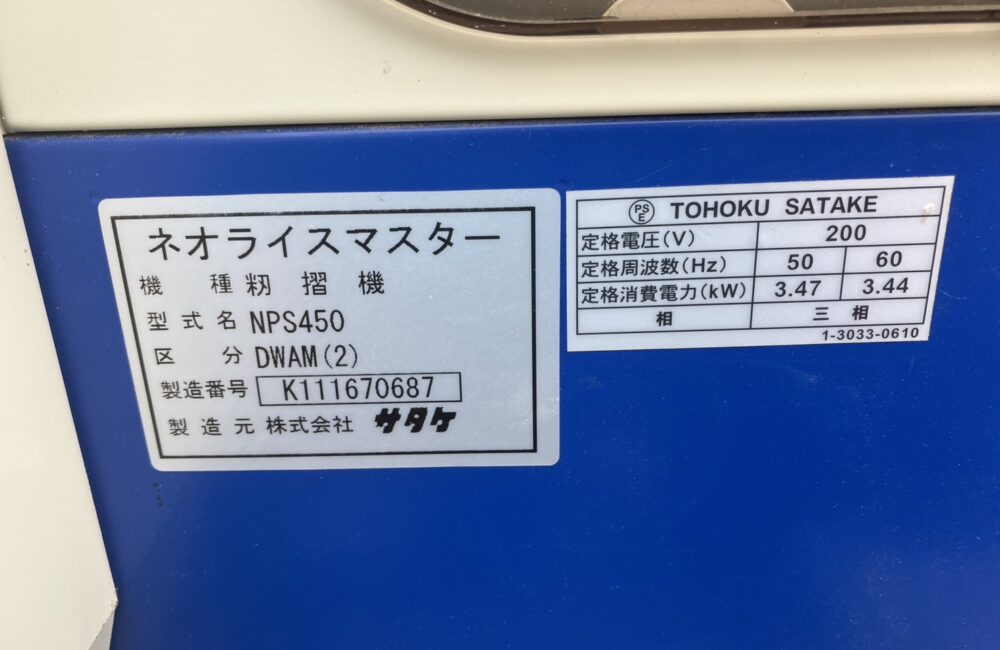 ネオライスマスター
機種 籾摺機
型式名 NPS450
区分 DWAM(2)
製造番号 K111670687
製造元 株式会社 サタケ
PSE TOHOKU SATAKE
定格電圧(V) 200
定格周波数(Hz) 50 60
定格消費電力(kW) 3.47 3.44
相 三相
1-3033-0610